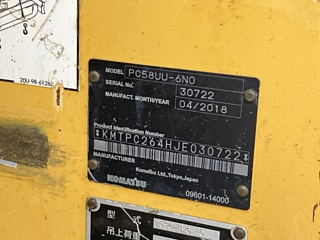 20U-98-6126
MODEL PC58UU-6N0
SERIAL NO. 30722
MANUFACT. MONTH/YEAR 04/2018
Product Identification Number
*KMTPC264HJE030722*
MANUFACTURER
Komatsu Ltd., Tokyo, Japan
KOMATSU
09601-14000
型式
吊上荷重